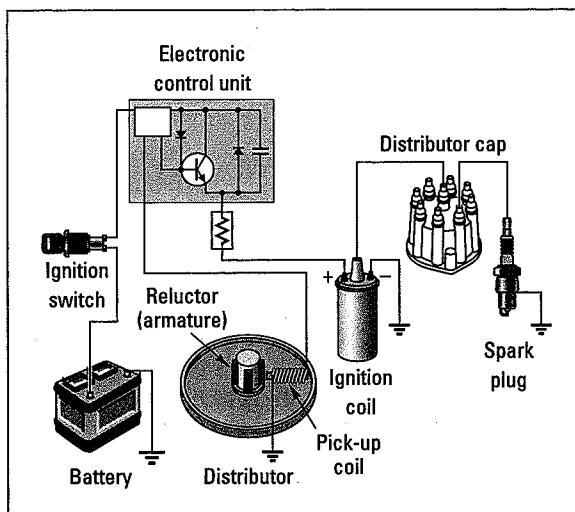 Electronic
control unit
Distributor cap
Ignition
switch
Reluctor
(armature)
+
−
Ignition
coil
Spark
plug
Pick-up
coil
Battery
Distributor